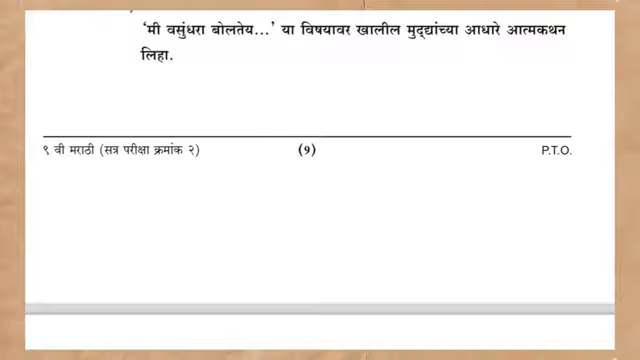 ‘मी वसुंधरा बोलतेय...’ या विषयावर खालील मुद्द्यांच्या आधारे आत्मकथन
लिहा.
९ वी मराठी (सत्र परीक्षा क्रमांक २) (9) P.T.O.